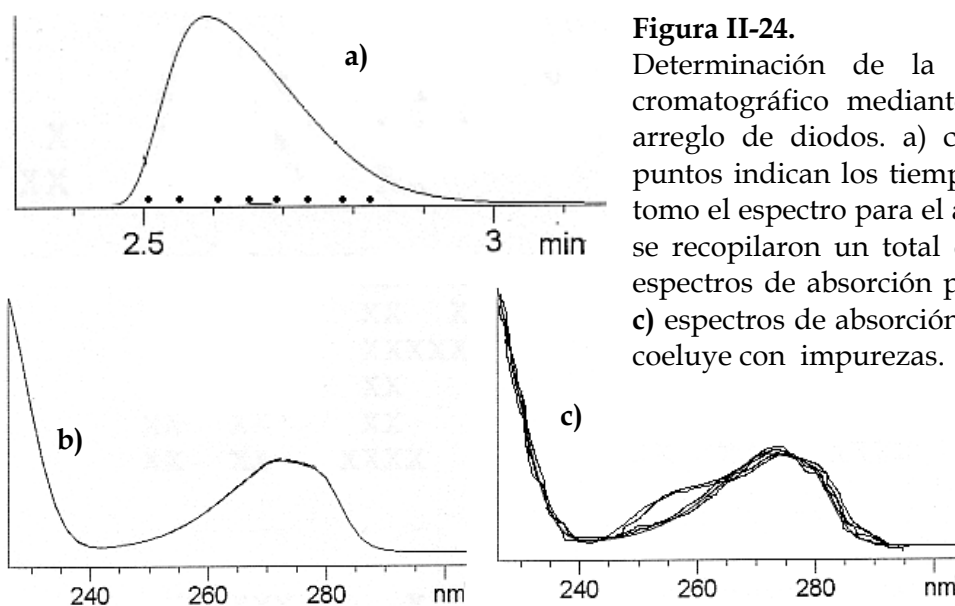 Figura II-24.
Determinación de la
cromatográfico mediant
arreglo de diodos. a) c
puntos indican los tiemp
tomo el espectro para el a
se recopilaron un total
espectros de absorción p
c) espectros de absorción
coeluye con impurezas.
a)
2.5 3 min
b)
240 260 280 nm
c)
240 260 280 nm